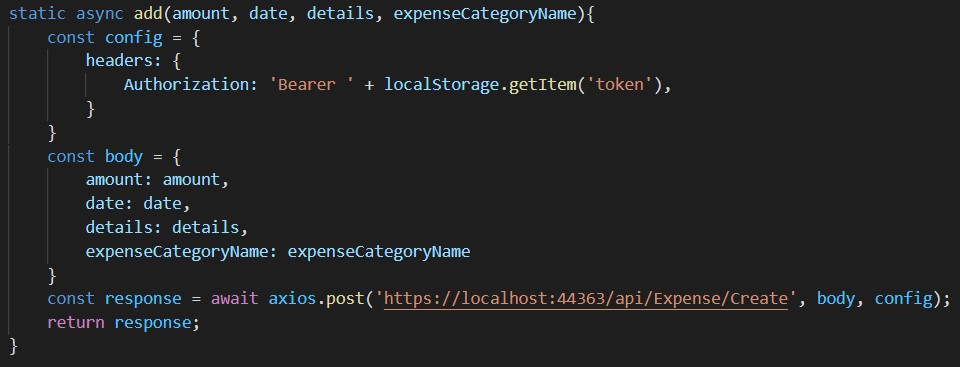 static async add(amount, date, details, expenseCategoryName){
    const config = {
        headers: {
            Authorization: 'Bearer ' + localStorage.getItem('token'),
        }
    }
    const body = {
        amount: amount,
        date: date,
        details: details,
        expenseCategoryName: expenseCategoryName
    }
    const response = await axios.post('https://localhost:44363/api/Expense/Create', body, config);
    return response;
}